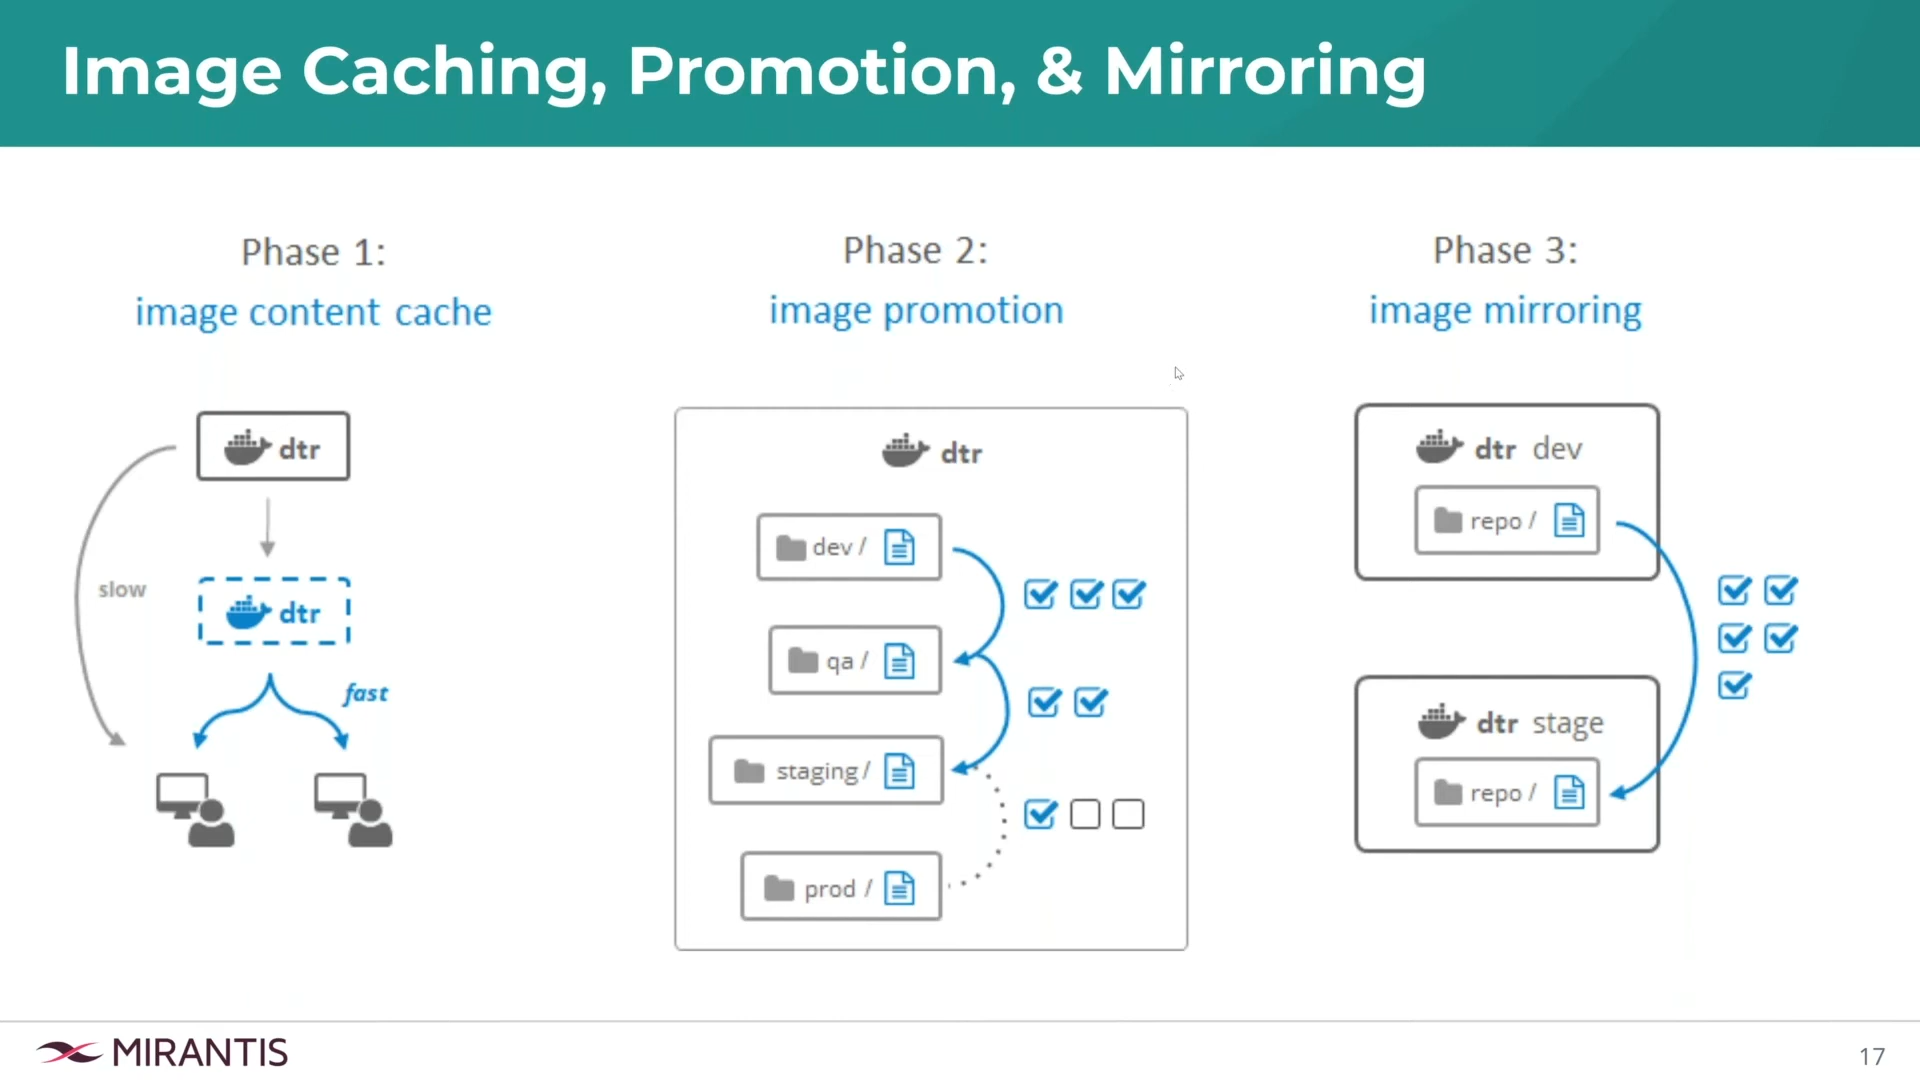 Image Caching, Promotion, & Mirroring
Phase 1:
image content cache
dtr
slow
dtr
fast
Phase 2:
image promotion
dtr
dev /
qa /
staging /
prod /
Phase 3:
image mirroring
dtr dev
repo /
dtr stage
repo /
MIRANTIS
17